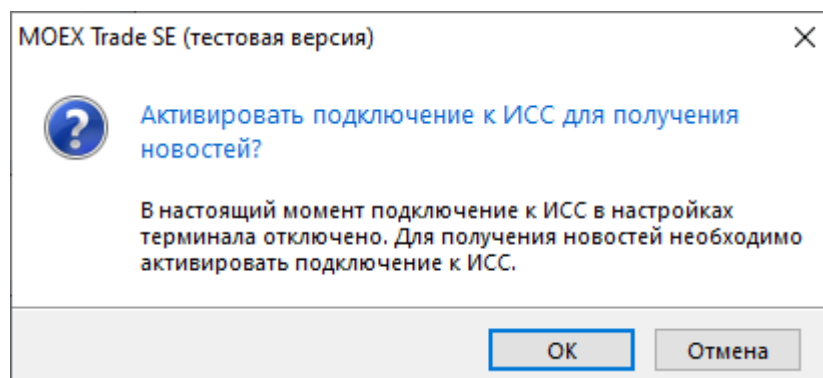 MOEX Trade SE (тестовая версия)
Активировать подключение к ИСС для получения
новостей?
В настоящий момент подключение к ИСС в настройках
терминала отключено. Для получения новостей необходимо
активировать подключение к ИСС.
ОК
Отмена